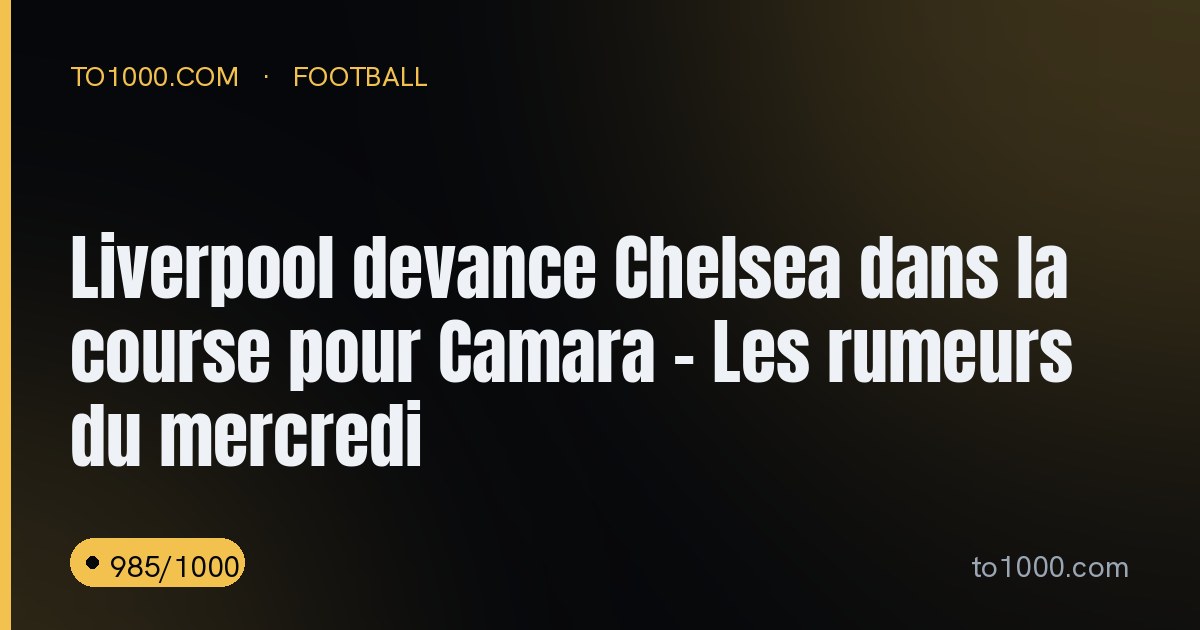 TO1000.COM · FOOTBALL
Liverpool devance Chelsea dans la
course pour Camara - Les rumeurs
du mercredi
985/1000
to1000.com